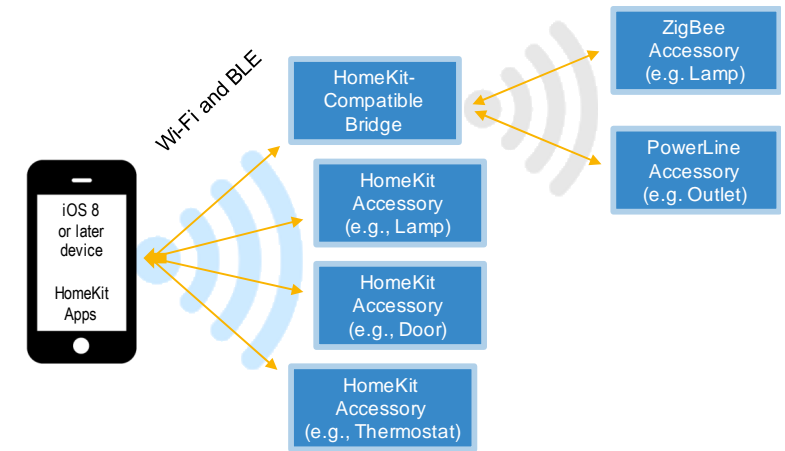 Wi-Fi and BLE
iOS 8
or later
device
HomeKit
Apps
HomeKit-
Compatible
Bridge
HomeKit
Accessory
(e.g., Lamp)
HomeKit
Accessory
(e.g., Door)
HomeKit
Accessory
(e.g., Thermostat)
ZigBee
Accessory
(e.g. Lamp)
PowerLine
Accessory
(e.g. Outlet)